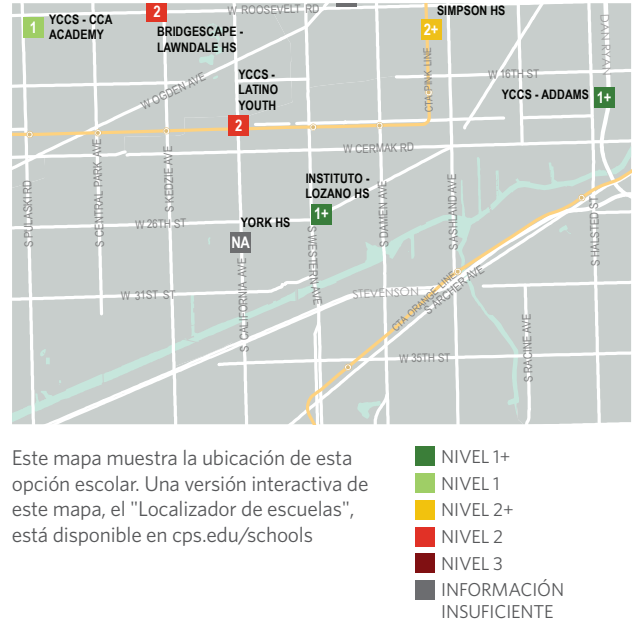 W ROOSEVELT RD
1
YCCS - CCA
ACADEMY
2
BRIDGESCAPE -
LAWNDALE HS
SIMPSON HS
2+
DAN RYAN
W OGDEN AVE
YCCS -
LATINO
YOUTH
2
CTA-PINK LINE
W 16TH ST
YCCS - ADDAMS
1+
W CERMAK RD
S PULASKI RD
S CENTRAL PARK AVE
S KEDZIE AVE
INSTITUTO -
LOZANO HS
1+
YORK HS
NA
W 26TH ST
S CALIFORNIA AVE
S WESTERN AVE
S DAMEN AVE
S ASHLAND AVE
S HALSTED ST
W 31ST ST
STEVENSON
CTA ORANGE LINE
S ARCHER AVE
W 35TH ST
S RACINE AVE
Este mapa muestra la ubicación de esta
opción escolar. Una versión interactiva de
este mapa, el "Localizador de escuelas",
está disponible en cps.edu/schools
NIVEL 1+
NIVEL 1
NIVEL 2+
NIVEL 2
NIVEL 3
INFORMACIÓN
INSUFICIENTE